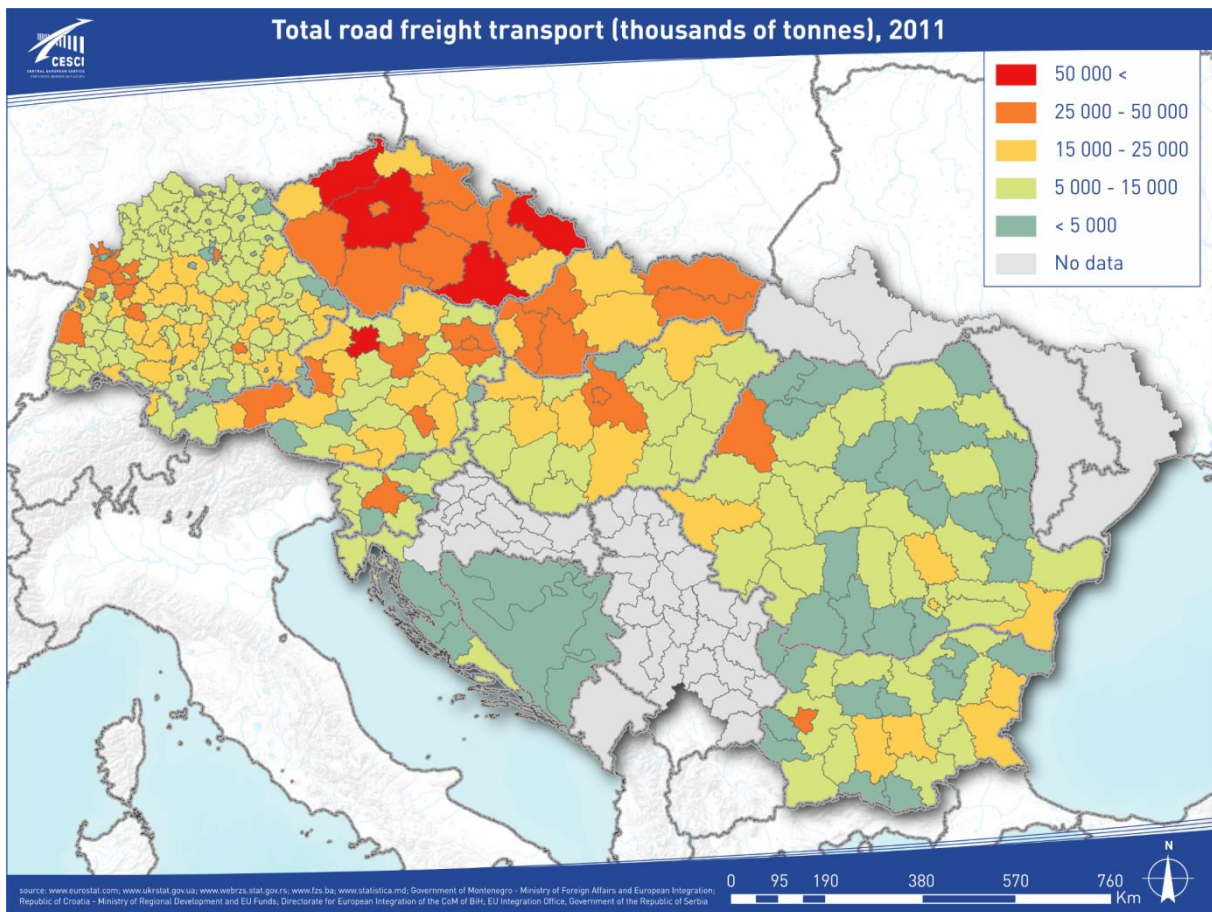 Total road freight transport (thousands of tonnes), 2011
CESCI
CENTRAL EUROPEAN SERVICE
FOR CROSS-BORDER INITIATIVES
50 000 <
25 000 - 50 000
15 000 - 25 000
5 000 - 15 000
< 5 000
No data
source: www.eurostat.com; www.ukrstat.gov.ua; www.webrzs.stat.gov.rs; www.fzs.ba; www.statistica.md; Government of Montenegro - Ministry of Foreign Affairs and European Integration;
Republic of Croatia - Ministry of Regional Development and EU Funds; Directorate for European Integration of the CoM of BiH; EU Integration Office, Government of the Republic of Serbia
0 95 190 380 570 760
Km
N